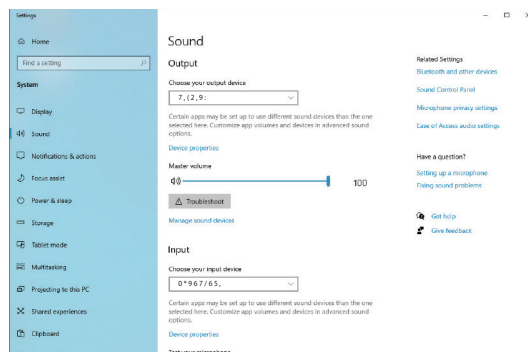 Settings
Home
Find a setting
System
Display
Sound
Notifications & actions
Focus assist
Power & sleep
Storage
Tablet mode
Multitasking
Projecting to this PC
Shared experiences
Clipboard
Sound
Output
Choose your output device
7,(2,9:
Certain apps may be set up to use different sound devices than the one
selected here. Customize app volumes and devices in advanced sound
options.
Device properties
Master volume
100
Troubleshoot
Manage sound devices
Input
Choose your input device
0*967/65,
Certain apps may be set up to use different sound devices than the one
selected here. Customize app volumes and devices in advanced sound
options.
Device properties
Test your microphone
Related Settings
Bluetooth and other devices
Sound Control Panel
Microphone privacy settings
Ease of Access audio settings
Have a question?
Setting up a microphone
Fixing sound problems
Get help
Give feedback